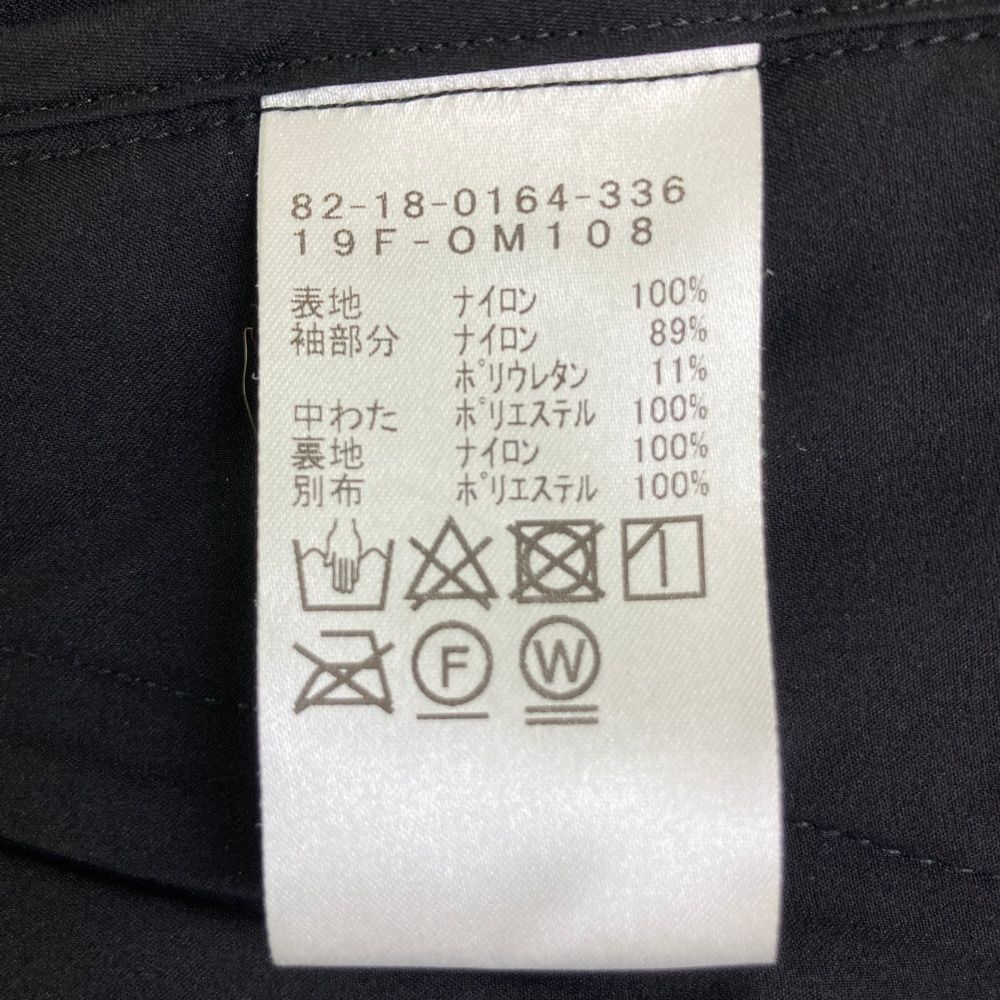 82-18-0164-336
19F-OM108
表地 ナイロン 100%
袖部分 ナイロン 89%
ポリウレタン 11%
中わた ポリエステル 100%
裏地 ナイロン 100%
別布 ポリエステル 100%
F W